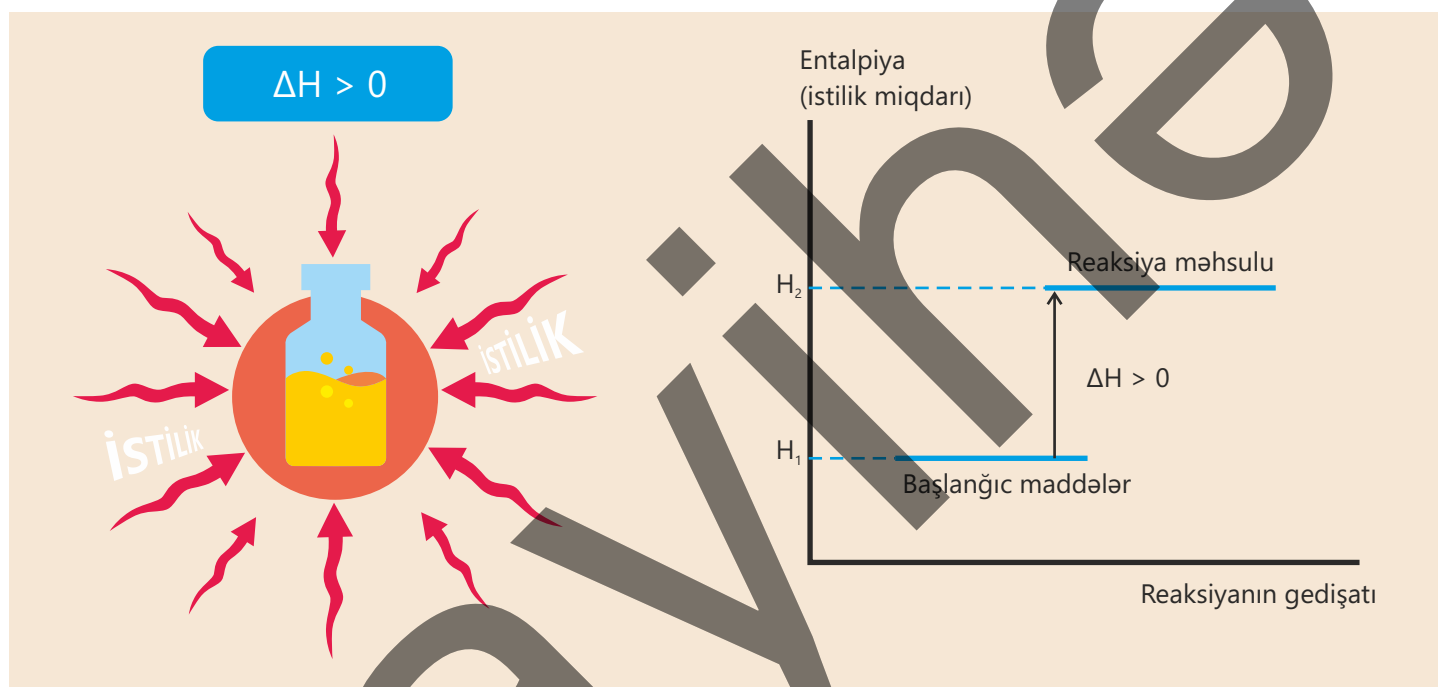 ΔH > 0
İSTİLİK
İSTİLİK
Entalpiya
(istilik miqdarı)
H₂
Reaksiya məhsulu
ΔH > 0
H₁
Başlanğıc maddələr
Reaksiyanın gedişatı